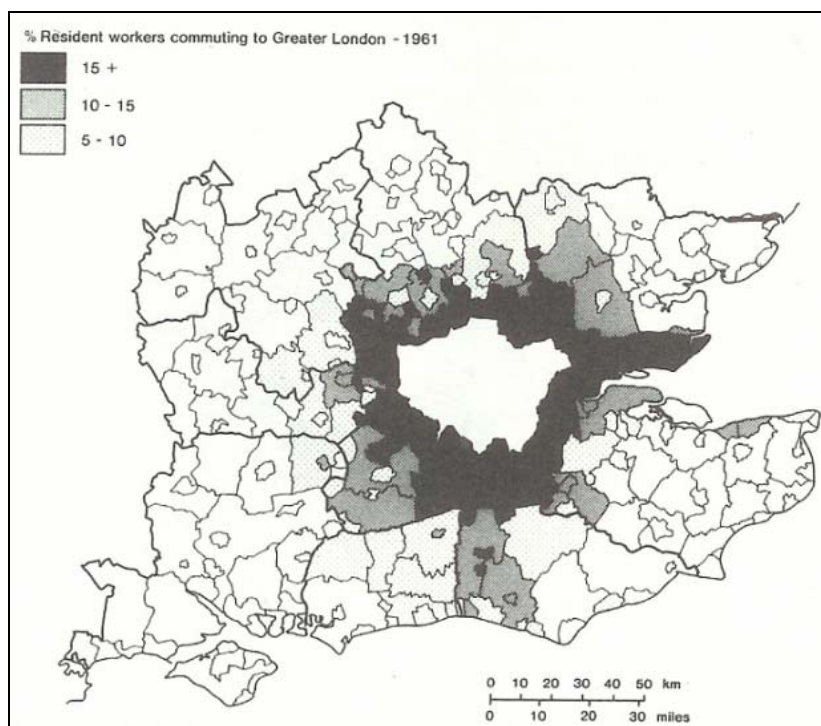 % Resident workers commuting to Greater London - 1961
15 +
10 - 15
5 - 10
0 10 20 30 40 50 km
0 10 20 30 miles